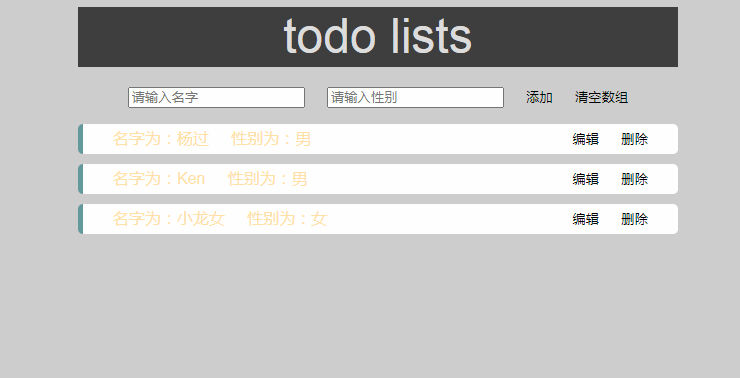 todo lists
请输入名字 请输入性别 添加 清空数组
名字为：杨过 性别为：男 编辑 删除
名字为：Ken 性别为：男 编辑 删除
名字为：小龙女 性别为：女 编辑 删除